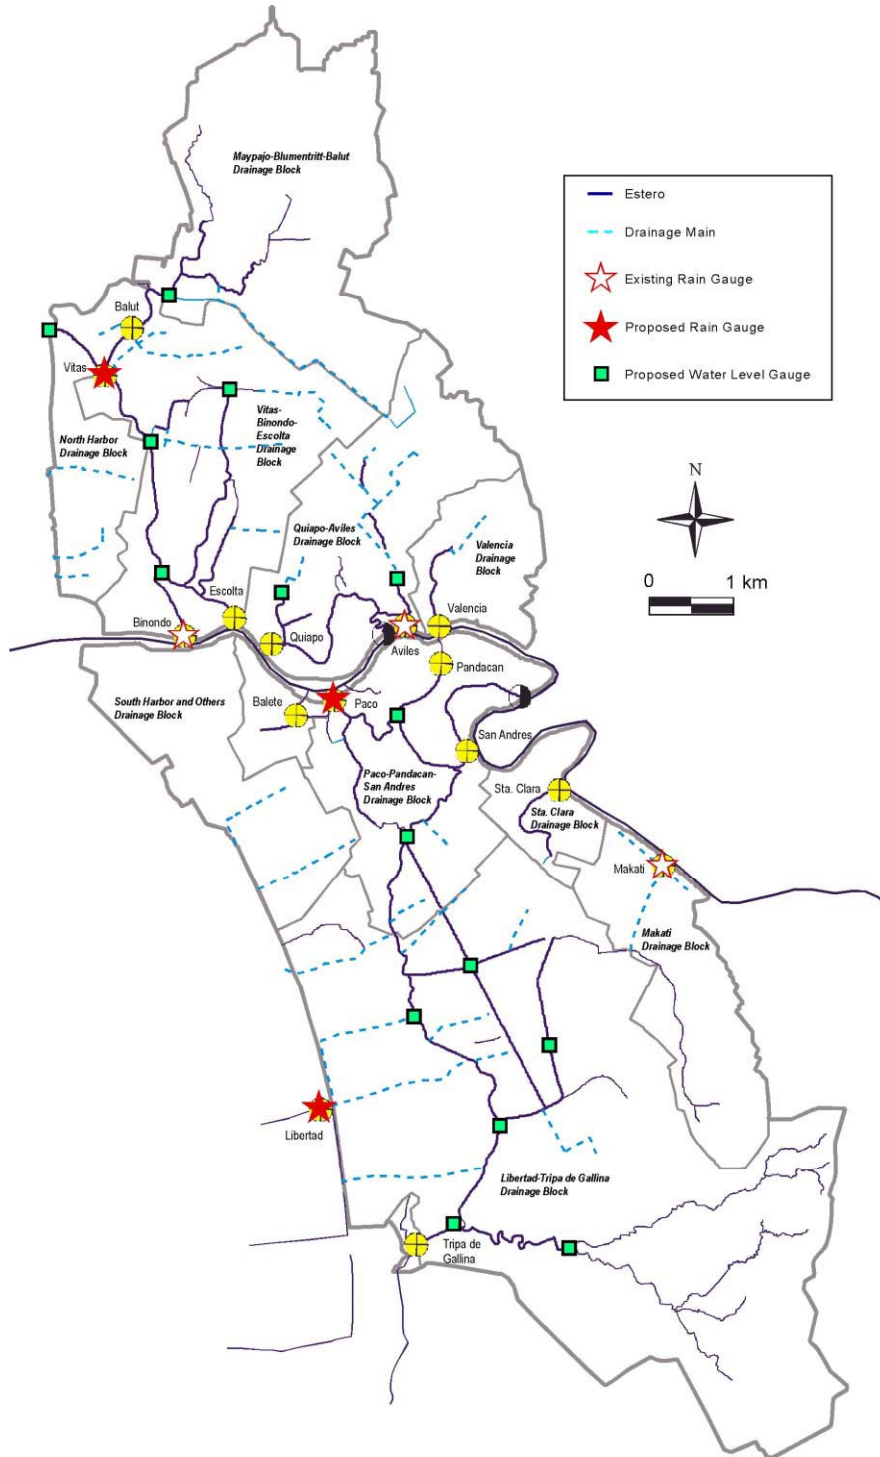 Maypajo-Blumentritt-Balut
Drainage Block
Estero
Drainage Main
Existing Rain Gauge
Proposed Rain Gauge
Proposed Water Level Gauge
Balut
Vitas
Vitas-
Binondo-
Escolta
Drainage
Block
North Harbor
Drainage Block
N
Quiapo-Aviles
Drainage Block
Valencia
Drainage
Block
0 1 km
Escolta
Binondo
Quiapo
Aviles
Valencia
Pandacan
South Harbor and Others
Drainage Block
Balete
Paco
San Andres
Paco-Pandacan-
San Andres
Drainage Block
Sta. Clara
Sta. Clara
Drainage Block
Makati
Makati
Drainage Block
Libertad
Libertad-Tripa de Gallina
Drainage Block
Tripa de
Gallina